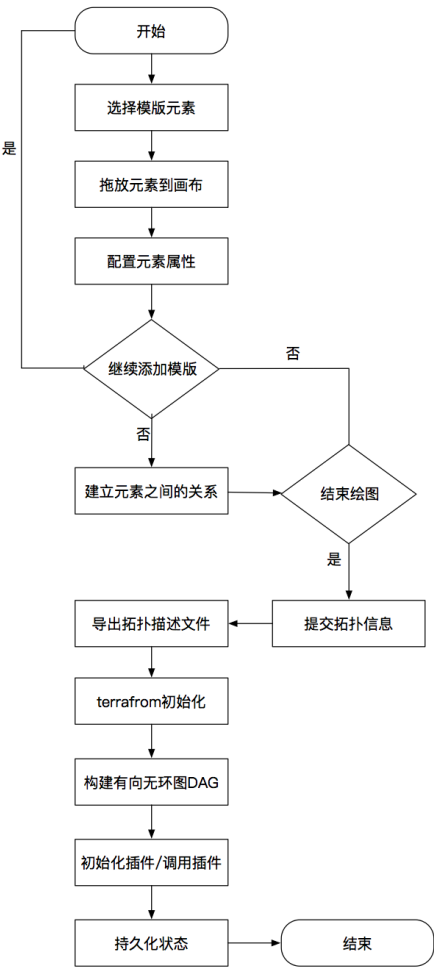 开始
选择模版元素
是
拖放元素到画布
配置元素属性
继续添加模版
否
否
建立元素之间的关系
结束绘图
是
导出拓扑描述文件
提交拓扑信息
terrafrom初始化
构建有向无环图DAG
初始化插件/调用插件
持久化状态
结束